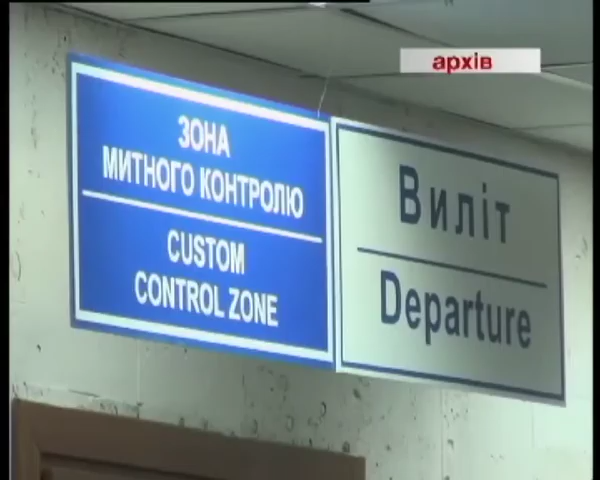 архів
ЗОНА
МИТНОГО КОНТРОЛЮ
CUSTOM
CONTROL ZONE
Виліт
Departure